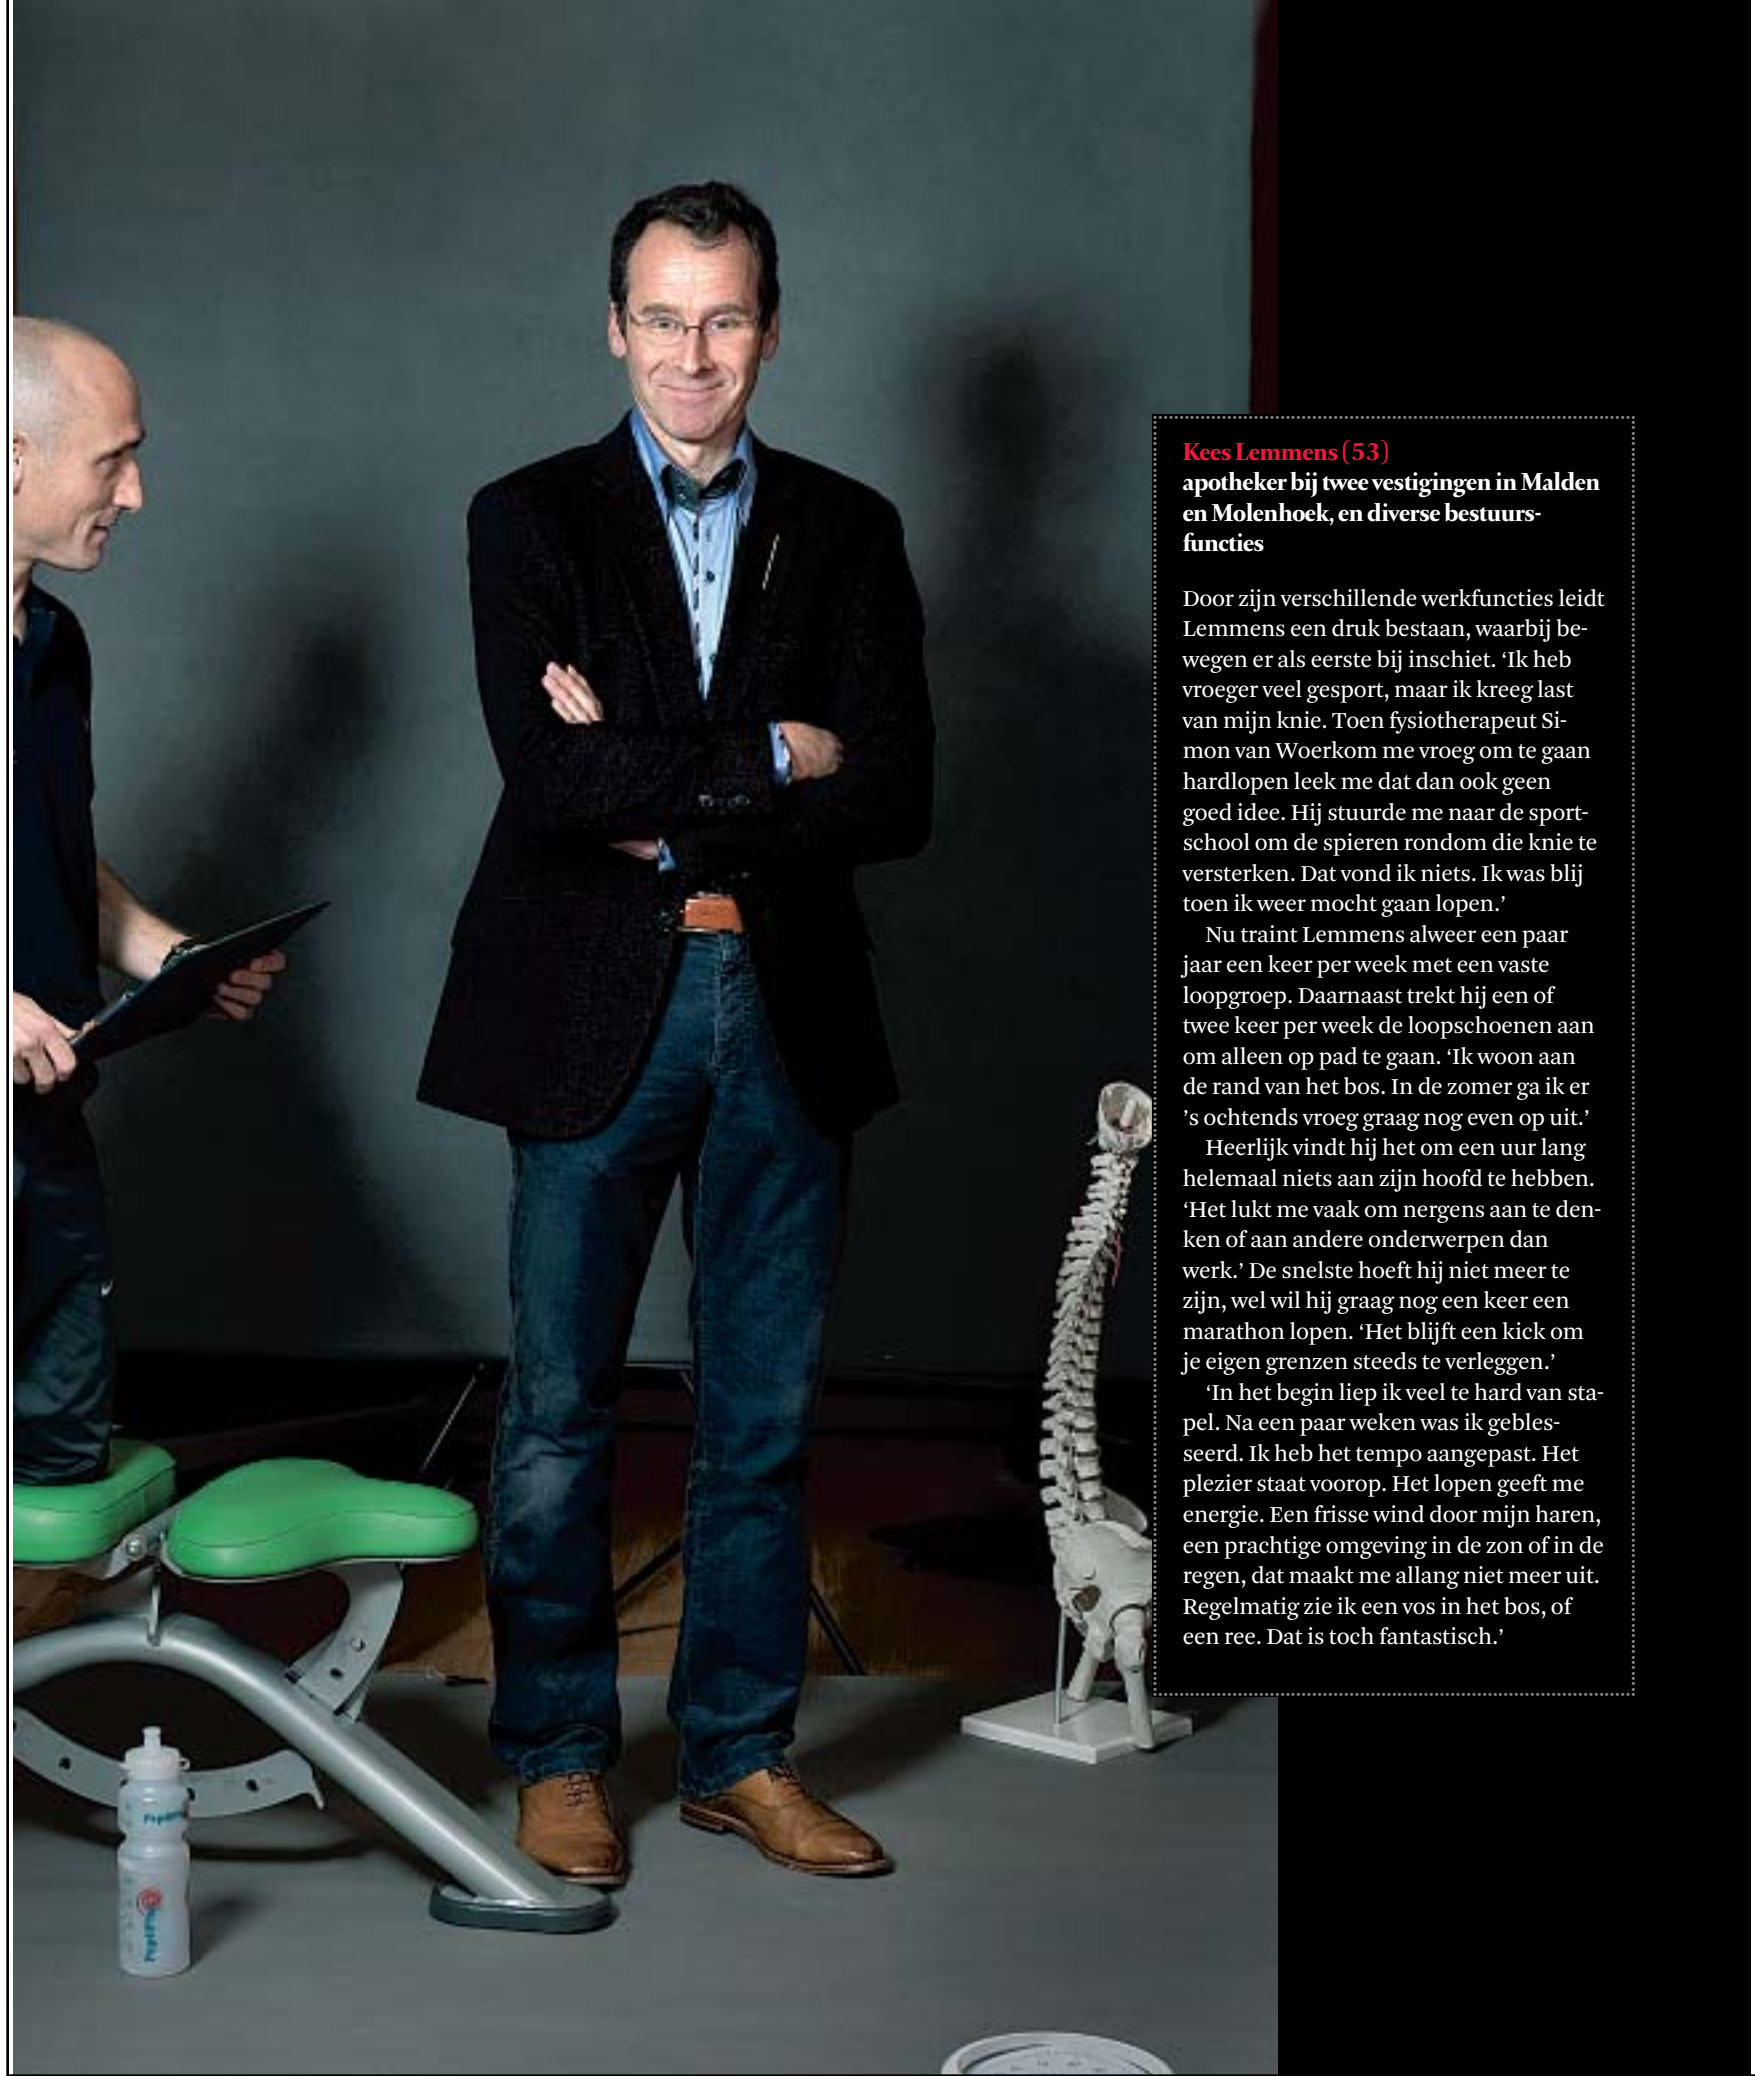 Kees Lemmens (53)
apotheker bij twee vestigingen in Malden
en Molenhoek, en diverse bestuurs-
functies
Door zijn verschillende werkfuncties leidt
Lemmens een druk bestaan, waarbij be-
wegen er als eerste bij inschiet. ‘Ik heb
vroeger veel gesport, maar ik kreeg last
van mijn knie. Toen fysiotherapeut Si-
mon van Woerkom me vroeg om te gaan
hardlopen leek me dat dan ook geen
goed idee. Hij stuurde me naar de sport-
school om de spieren rondom die knie te
versterken. Dat vond ik niets. Ik was blij
toen ik weer mocht gaan lopen.’
Nu traint Lemmens alweer een paar
jaar een keer per week met een vaste
loopgroep. Daarnaast trekt hij een of
twee keer per week de loopschoenen aan
om alleen op pad te gaan. ‘Ik woon aan
de rand van het bos. In de zomer ga ik er
’s ochtends vroeg graag nog even op uit.’
Heerlijk vindt hij het om een uur lang
helemaal niets aan zijn hoofd te hebben.
‘Het lukt me vaak om nergens aan te den-
ken of aan andere onderwerpen dan
werk.’ De snelste hoeft hij niet meer te
zijn, wel wil hij graag nog een keer een
marathon lopen. ‘Het blijft een kick om
je eigen grenzen steeds te verleggen.’
‘In het begin liep ik veel te hard van sta-
pel. Na een paar weken was ik gebles-
seerd. Ik heb het tempo aangepast. Het
plezier staat voorop. Het lopen geeft me
energie. Een frisse wind door mijn haren,
een prachtige omgeving in de zon of in de
regen, dat maakt me allang niet meer uit.
Regelmatig zie ik een vos in het bos, of
een ree. Dat is toch fantastisch.’